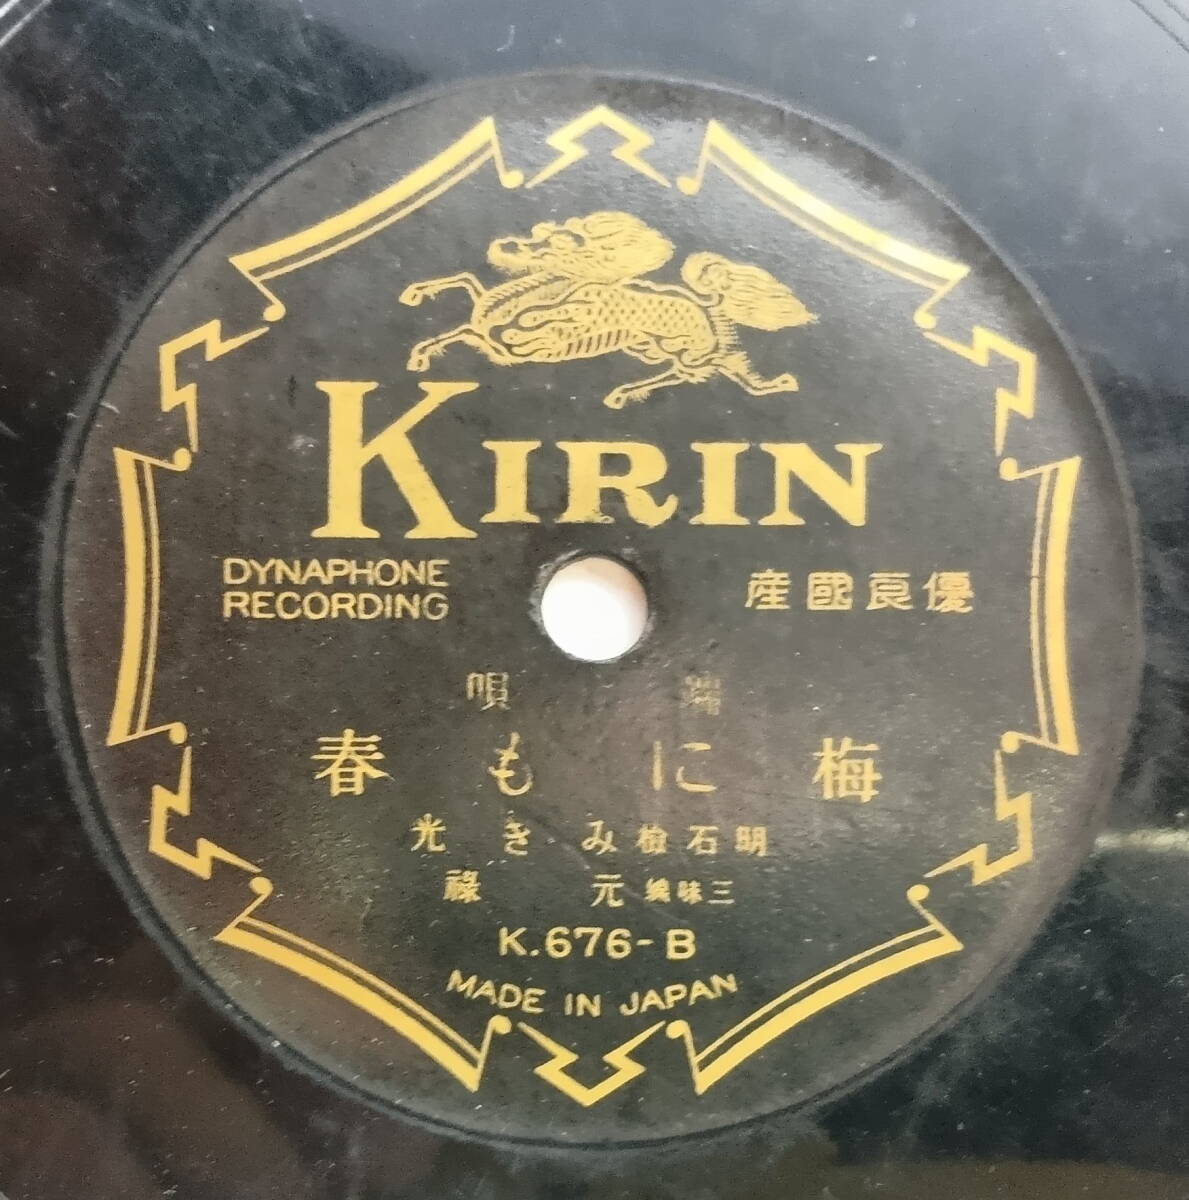 KIRIN
DYNAPHONE
RECORDING
優良國産
端唄
梅にも春
明石檢 みき光
三味線 元祿
K.676-B
MADE IN JAPAN